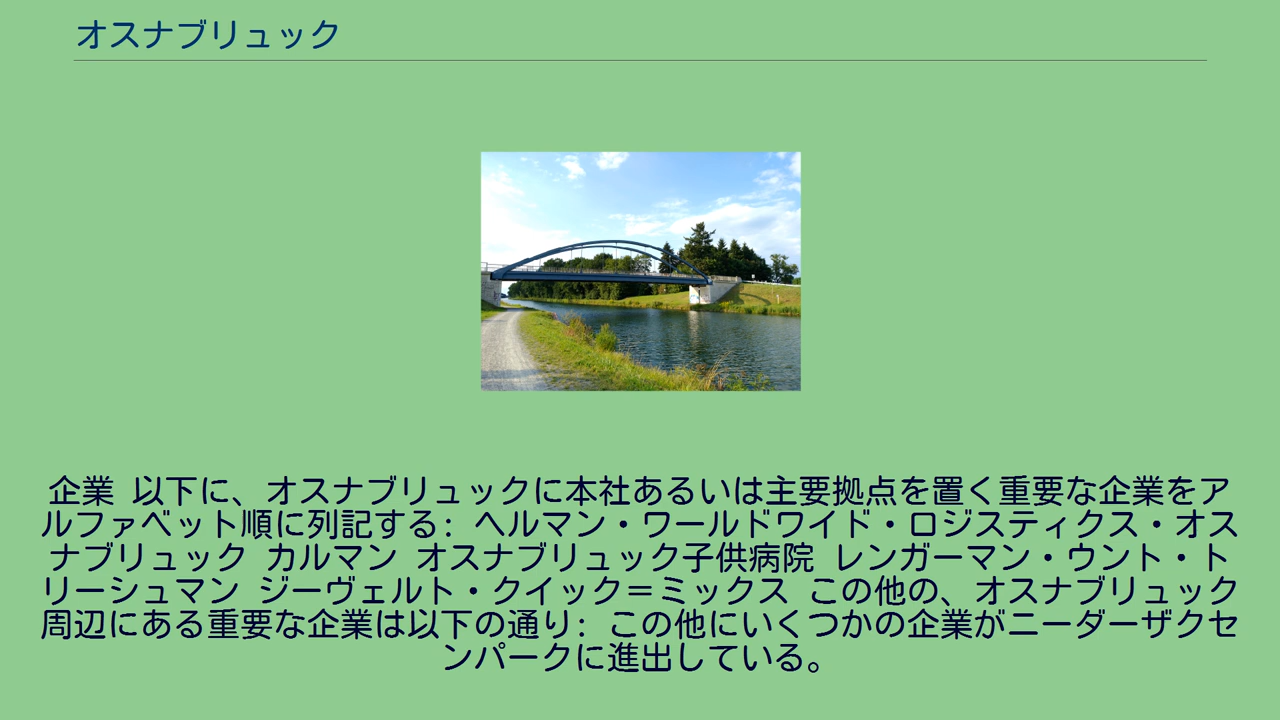 オスナブリュック
企業 以下に、オスナブリュックに本社あるいは主要拠点を置く重要な企業をア
ルファベット順に列記する: ヘルマン・ワールドワイド・ロジスティクス・オス
ナブリュック カルマン オスナブリュック子供病院 レンガーマン・ウント・ト
リーシュマン ジーヴェルト・クイック＝ミックス この他の、オスナブリュック
周辺にある重要な企業は以下の通り: この他にいくつかの企業がニーダーザクセ
ンパークに進出している。